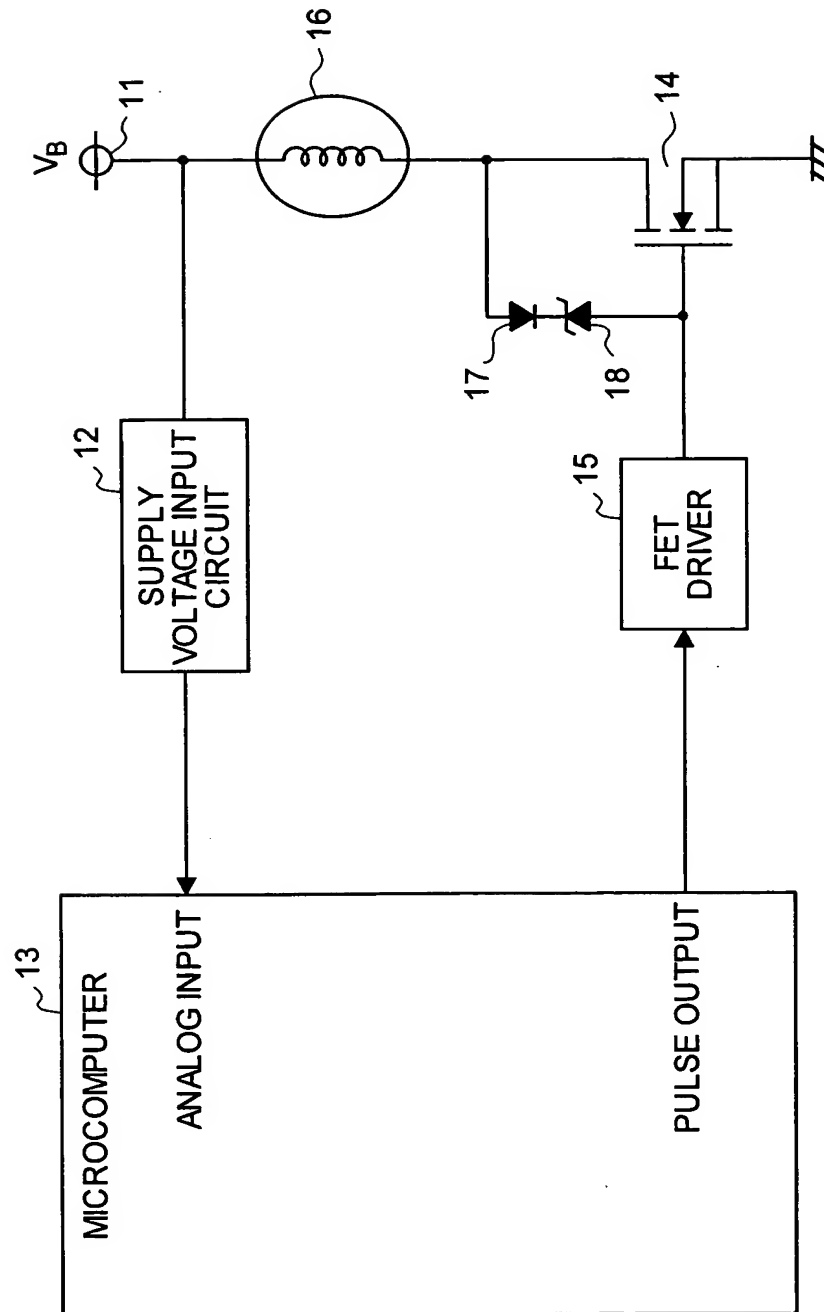 V_B
11
16
12
SUPPLY
VOLTAGE INPUT
CIRCUIT
14
17
18
15
FET
DRIVER
13
MICROCOMPUTER
ANALOG INPUT
PULSE OUTPUT